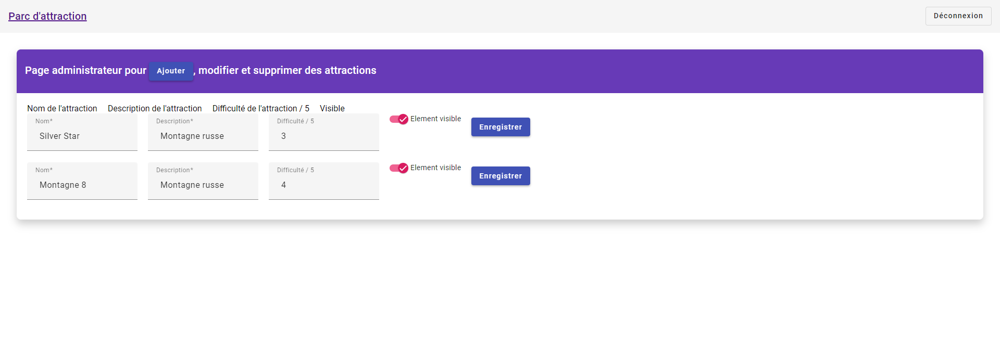 Parc d'attraction
Déconnexion
Page administrateur pour Ajouter, modifier et supprimer des attractions
Nom de l'attraction Description de l'attraction Difficulté de l'attraction / 5 Visible
Nom* Description* Difficulté / 5
Silver Star Montagne russe 3 Element visible Enregistrer
Nom* Description* Difficulté / 5
Montagne 8 Montagne russe 4 Element visible Enregistrer